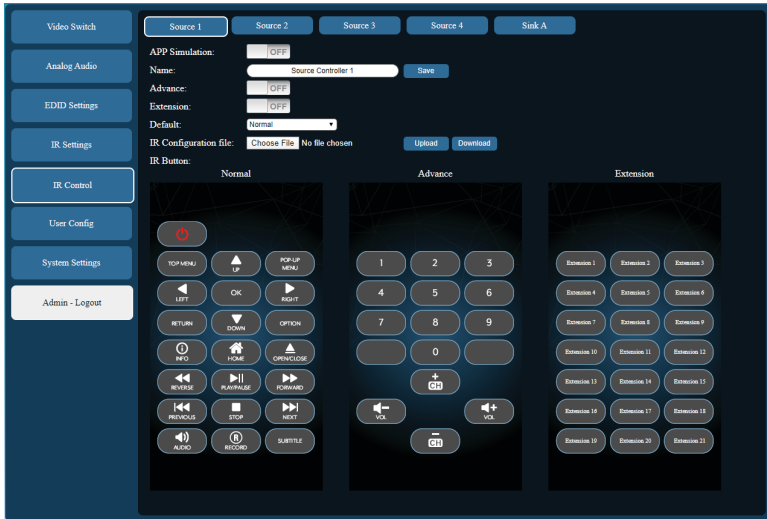 Video Switch
Analog Audio
EDID Settings
IR Settings
IR Control
User Config
System Settings
Admin - Logout
Source 1 Source 2 Source 3 Source 4 Sink A
APP Simulation: OFF
Name: Source Controller 1 Save
Advance: OFF
Extension: OFF
Default: Normal
IR Configuration file: Choose File No file chosen Upload Download
IR Button:
Normal
TOP MENU UP POP-UP MENU
LEFT OK RIGHT
RETURN DOWN OPTION
INFO HOME OPEN/CLOSE
REVERSE PLAY/PAUSE FORWARD
PREVIOUS STOP NEXT
AUDIO R RECORD SUBTITLE
Advance
1 2 3
4 5 6
7 8 9
0
+ CH
VOL - VOL +
- CH
Extension
Extension 1 Extension 2 Extension 3
Extension 4 Extension 5 Extension 6
Extension 7 Extension 8 Extension 9
Extension 10 Extension 11 Extension 12
Extension 13 Extension 14 Extension 15
Extension 16 Extension 17 Extension 18
Extension 19 Extension 20 Extension 21